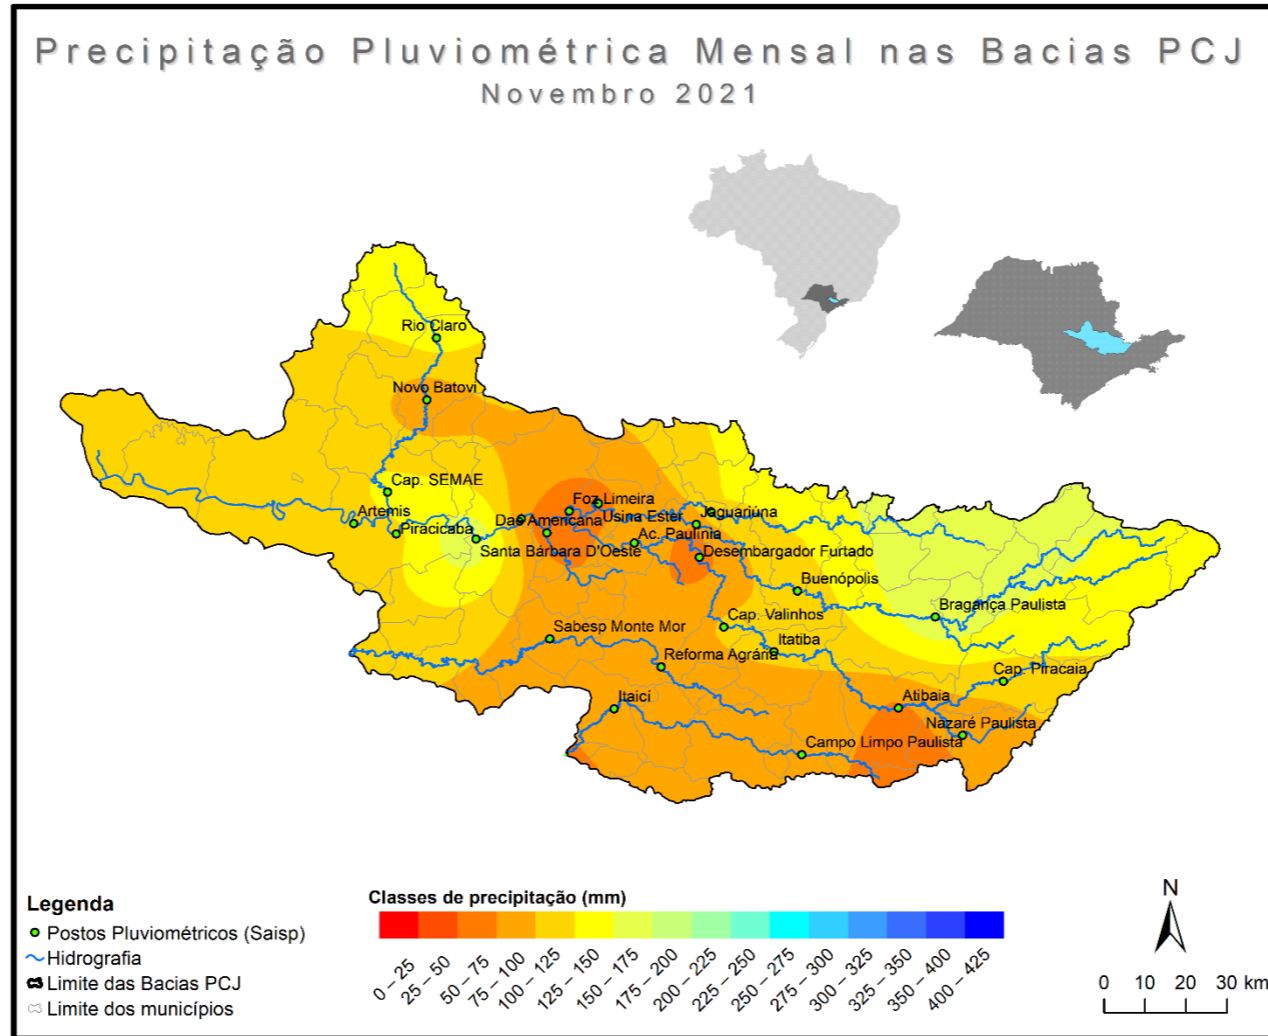 Precipitação Pluviométrica Mensal nas Bacias PCJ
Novembro 2021
Rio Claro
Novo Batovi
Cap. SEMAE
Artemis
Piracicaba
Foz Limeira
Usina Ester
Dae Americana
Santa Bárbara D'Oeste
Jaguariúna
Ac. Paulínia
Desembargador Furtado
Buenópolis
Bragança Paulista
Cap. Valinhos
Itatiba
Sabesp Monte Mor
Reforma Agrária
Cap. Piracaia
Itaicí
Atibaia
Nazaré Paulista
Campo Limpo Paulista
Legenda
Postos Pluviométricos (Saisp)
Hidrografia
Limite das Bacias PCJ
Limite dos municípios
Classes de precipitação (mm)
0 – 25
25 – 50
50 – 75
75 – 100
100 – 125
125 – 150
150 – 175
175 – 200
200 – 225
225 – 250
250 – 275
275 – 300
300 – 325
325 – 350
350 – 400
400 – 425
N
0 10 20 30 km